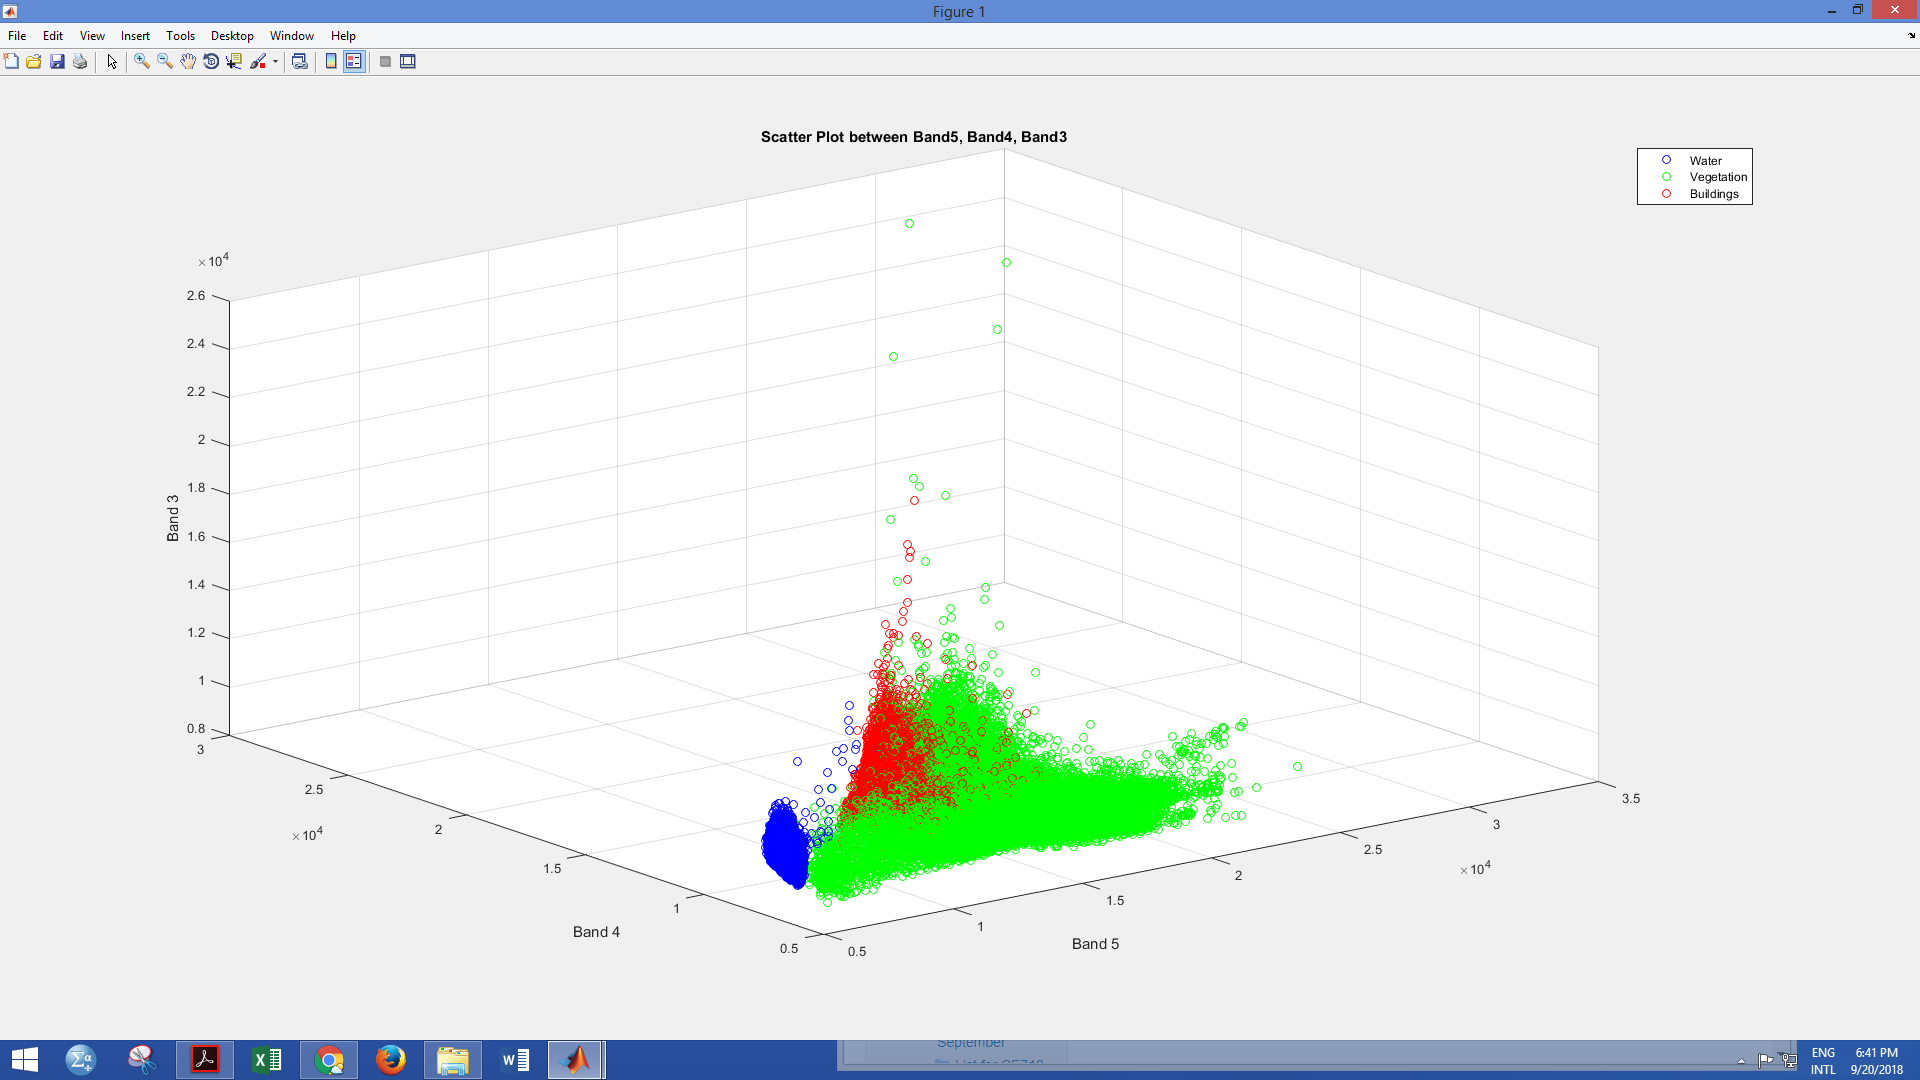 Figure 1
File Edit View Insert Tools Desktop Window Help
Scatter Plot between Band5, Band4, Band3
Water
Vegetation
Buildings
×10^4
2.6
2.4
2.2
2
1.8
1.6
1.4
1.2
1
0.8
Band 3
3
2.5
2
1.5
1
0.5
×10^4
Band 4
0.5
1
1.5
2
2.5
3
3.5
×10^4
Band 5
September
ENG
INTL
6:41 PM
9/20/2018